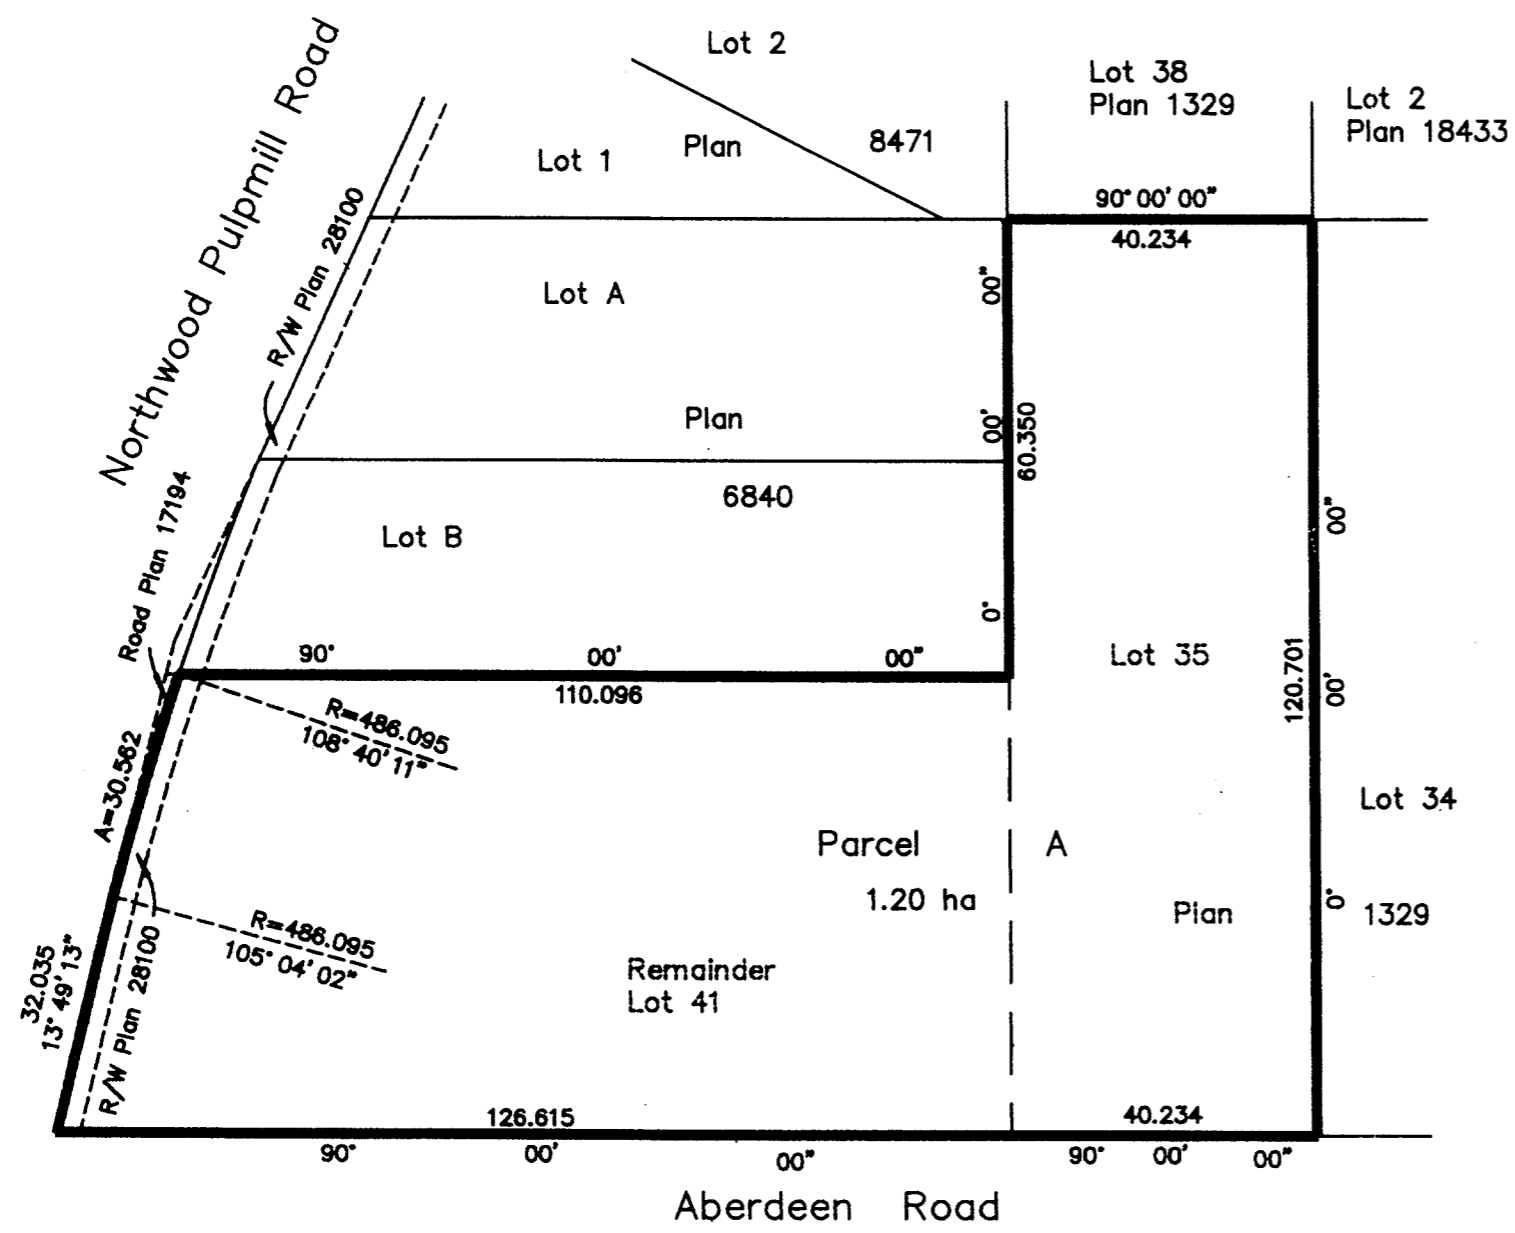 Northwood Pulpmill Road
Lot 2
Lot 38
Plan 1329
Lot 2
Plan 18433
Lot 1
Plan
8471
R/W Plan 28100
90° 00' 00"
40.234
Lot A
00"
00'
0°
60.350
Plan
6840
Lot B
Road Plan 17194
90°
00'
00"
110.096
Lot 35
120.701
00"
00'
0°
R=486.095
108° 40' 11"
A=30.562
Lot 34
Parcel A
1.20 ha
Plan
1329
R=486.095
105° 04' 02"
32.035
13° 49' 13"
R/W Plan 28100
Remainder
Lot 41
126.615
40.234
90°
00'
00"
90°
00'
00"
Aberdeen Road